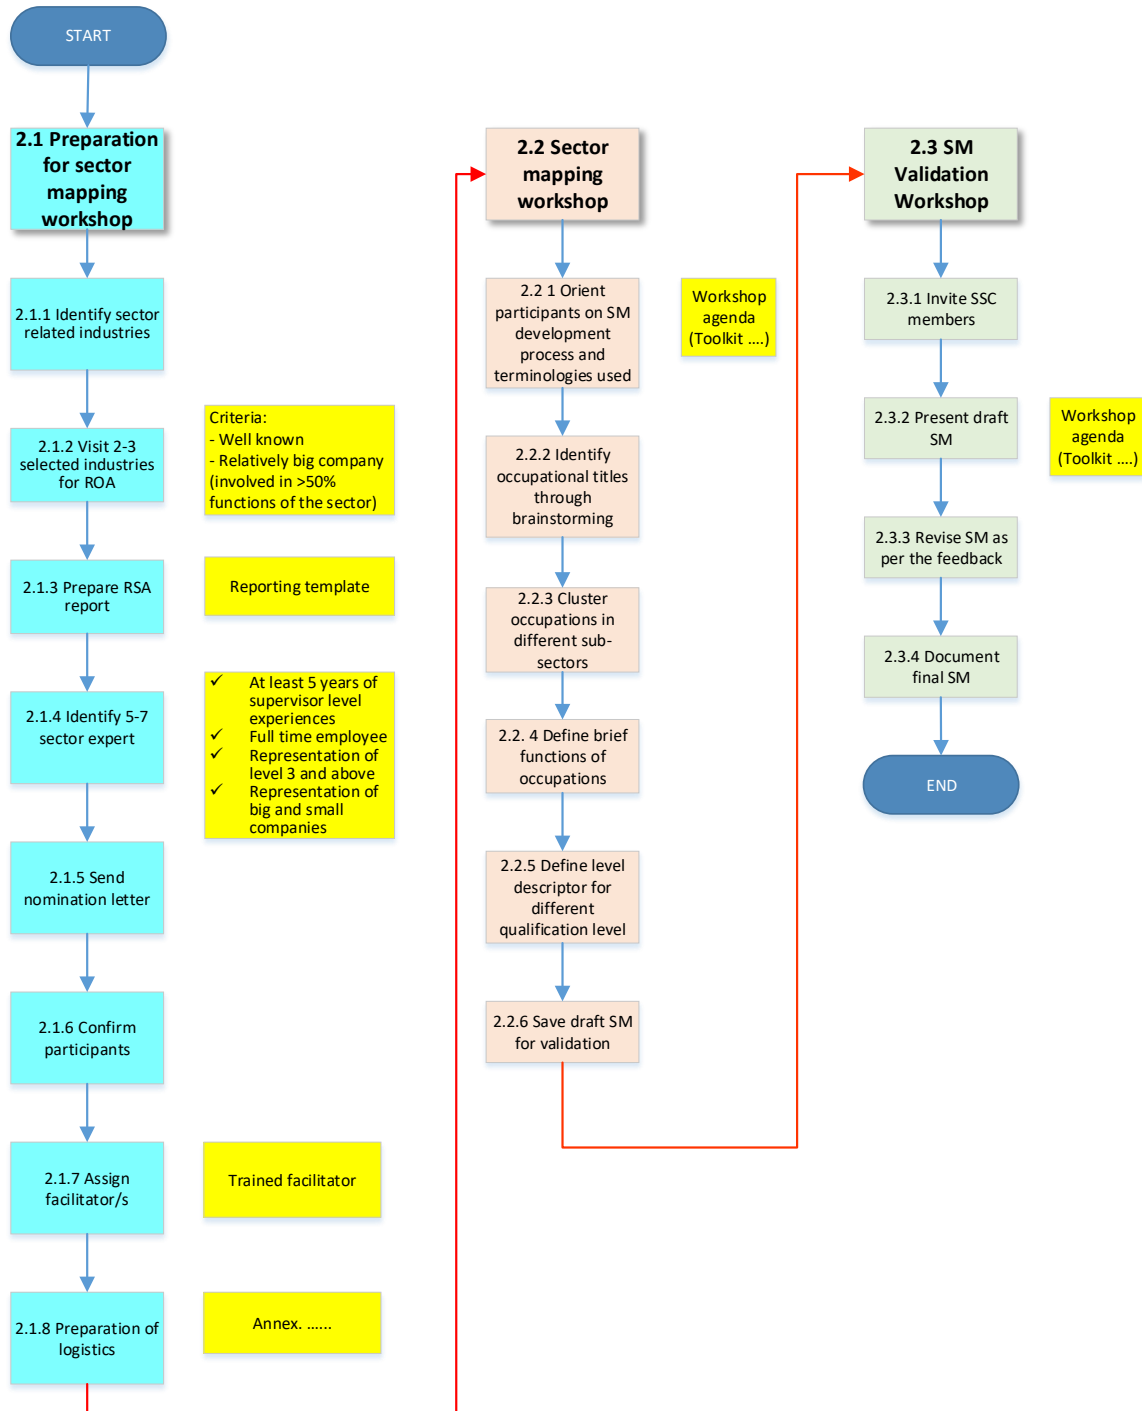 START
2.1 Preparation
for sector
mapping
workshop
2.1.1 Identify sector
related industries
2.1.2 Visit 2-3
selected industries
for ROA
Criteria:
- Well known
- Relatively big company
(involved in >50%
functions of the sector)
2.1.3 Prepare RSA
report
Reporting template
2.1.4 Identify 5-7
sector expert
✓ At least 5 years of
supervisor level
experiences
✓ Full time employee
✓ Representation of
level 3 and above
✓ Representation of
big and small
companies
2.1.5 Send
nomination letter
2.1.6 Confirm
participants
2.1.7 Assign
facilitator/s
Trained facilitator
2.1.8 Preparation of
logistics
Annex. ......
2.2 Sector
mapping
workshop
2.2 1 Orient
participants on SM
development
process and
terminologies used
Workshop
agenda
(Toolkit ....)
2.2.2 Identify
occupational titles
through
brainstorming
2.2.3 Cluster
occupations in
different sub-
sectors
2.2. 4 Define brief
functions of
occupations
2.2.5 Define level
descriptor for
different
qualification level
2.2.6 Save draft SM
for validation
2.3 SM
Validation
Workshop
2.3.1 Invite SSC
members
2.3.2 Present draft
SM
Workshop
agenda
(Toolkit ....)
2.3.3 Revise SM as
per the feedback
2.3.4 Document
final SM
END